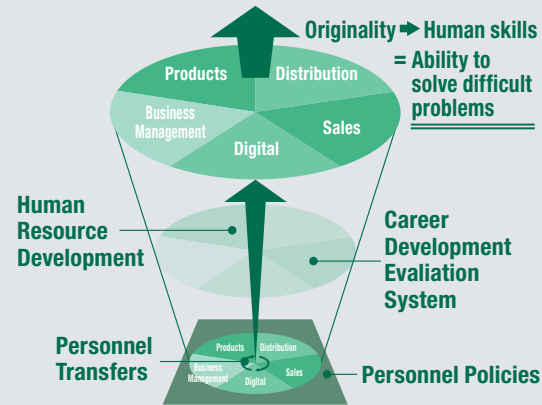 Originality ➡ Human skills
= Ability to
solve difficult
problems
Products
Distribution
Business
Management
Sales
Digital
Human
Resource
Development
Career
Development
Evaliation
System
Personnel
Transfers
Products
Distribution
Business
Management
Sales
Digital
Personnel Policies